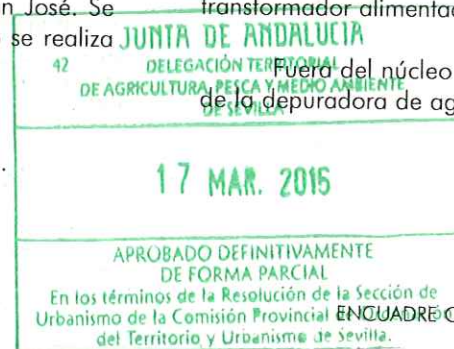 n José. Se
transformador alimentad
se realiza
JUNTA DE ANDALUCIA
42
DELEGACIÓN TERRITORIAL
Fuera del núcleo
DE AGRICULTURA, PESCA Y MEDIO AMBIENTE
de la depuradora de ag
DE SEVILLA
17 MAR. 2015
APROBADO DEFINITIVAMENTE
DE FORMA PARCIAL
En los términos de la Resolución de la Sección de
Urbanismo de la Comisión Provincial
ENCUADRE
del Territorio y Urbanismo de Sevilla.